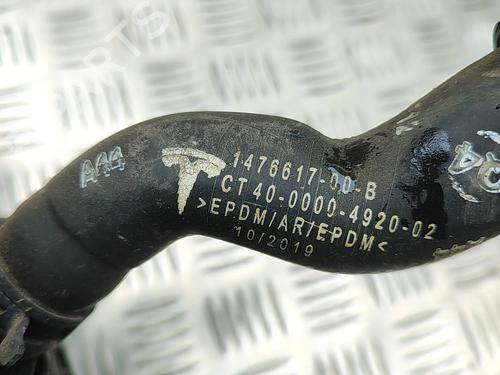 A44
1476617-00-B
CT40-0000-4920-02
>EPDM/AR/EPDM<
10/2019